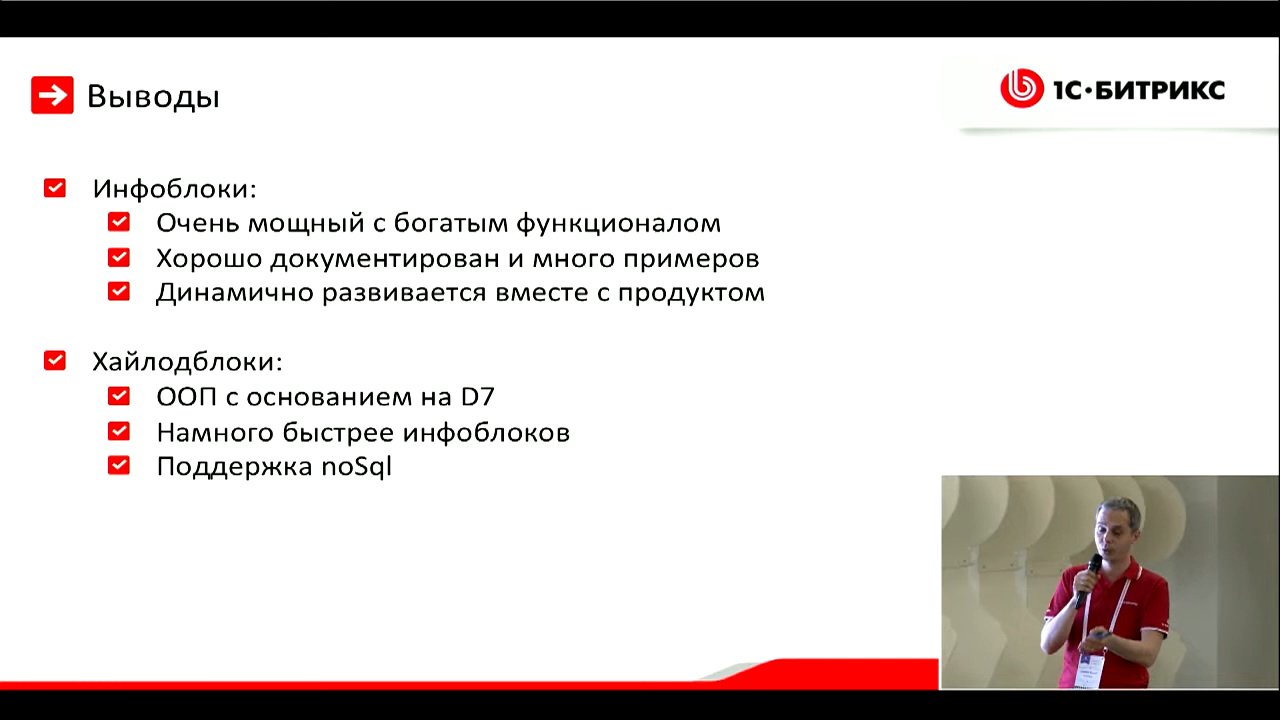 Выводы
1С·БИТРИКС
Инфоблоки:
Очень мощный с богатым функционалом
Хорошо документирован и много примеров
Динамично развивается вместе с продуктом
Хайлодблоки:
ООП с основанием на D7
Намного быстрее инфоблоков
Поддержка noSql